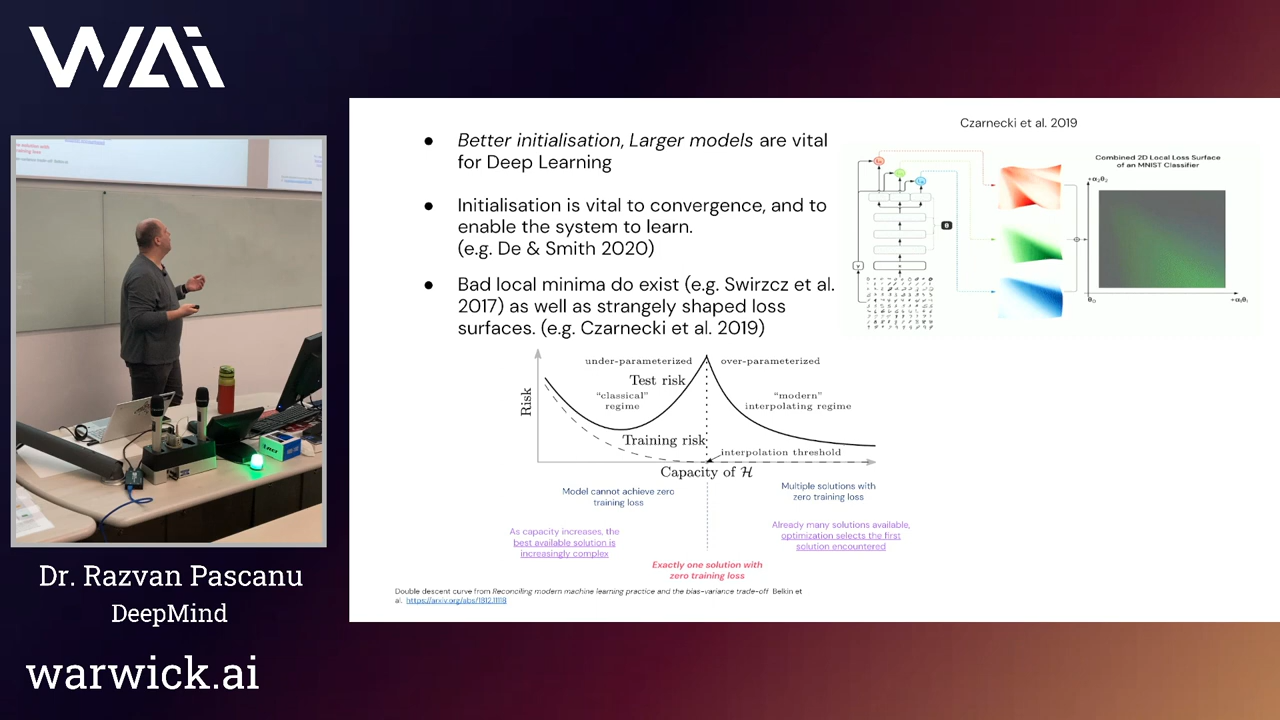 WAi
Dr. Razvan Pascanu
DeepMind
warwick.ai
● Better initialisation, Larger models are vital
for Deep Learning
● Initialisation is vital to convergence, and to
enable the system to learn.
(e.g. De & Smith 2020)
● Bad local minima do exist (e.g. Swirzcz et al.
2017) as well as strangely shaped loss
surfaces. (e.g. Czarnecki et al. 2019)
Czarnecki et al. 2019
Combined 2D Local Loss Surface
of an MNIST Classifier
+α₂θ₂
θ
θ₀
+α₁θ₁
under-parameterized
over-parameterized
Test risk
"classical"
regime
"modern"
interpolating regime
Risk
Training risk
interpolation threshold
Capacity of H
Model cannot achieve zero
training loss
Multiple solutions with
zero training loss
As capacity increases, the
best available solution is
increasingly complex
Already many solutions available,
optimization selects the first
solution encountered
Exactly one solution with
zero training loss
Double descent curve from Reconciling modern machine learning practice and the bias-variance trade-off Belkin et
al. https://arxiv.org/abs/1812.11118